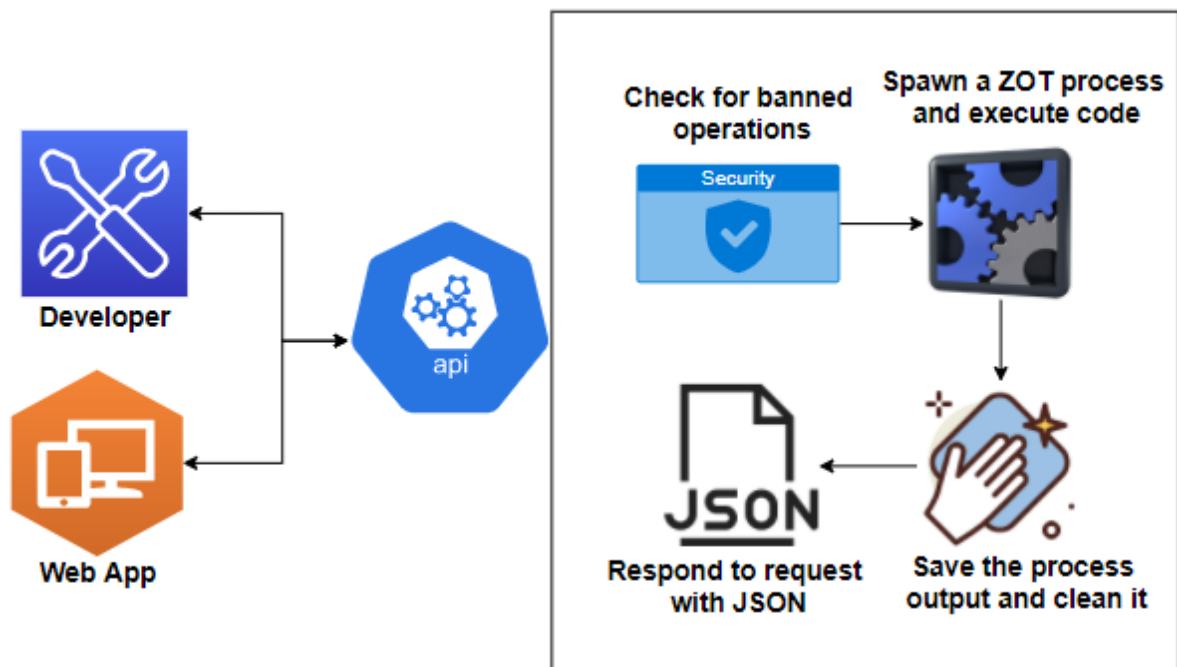 Developer
Web App
api
Check for banned
operations
Security
Spawn a ZOT process
and execute code
Save the process
output and clean it
JSON
Respond to request
with JSON